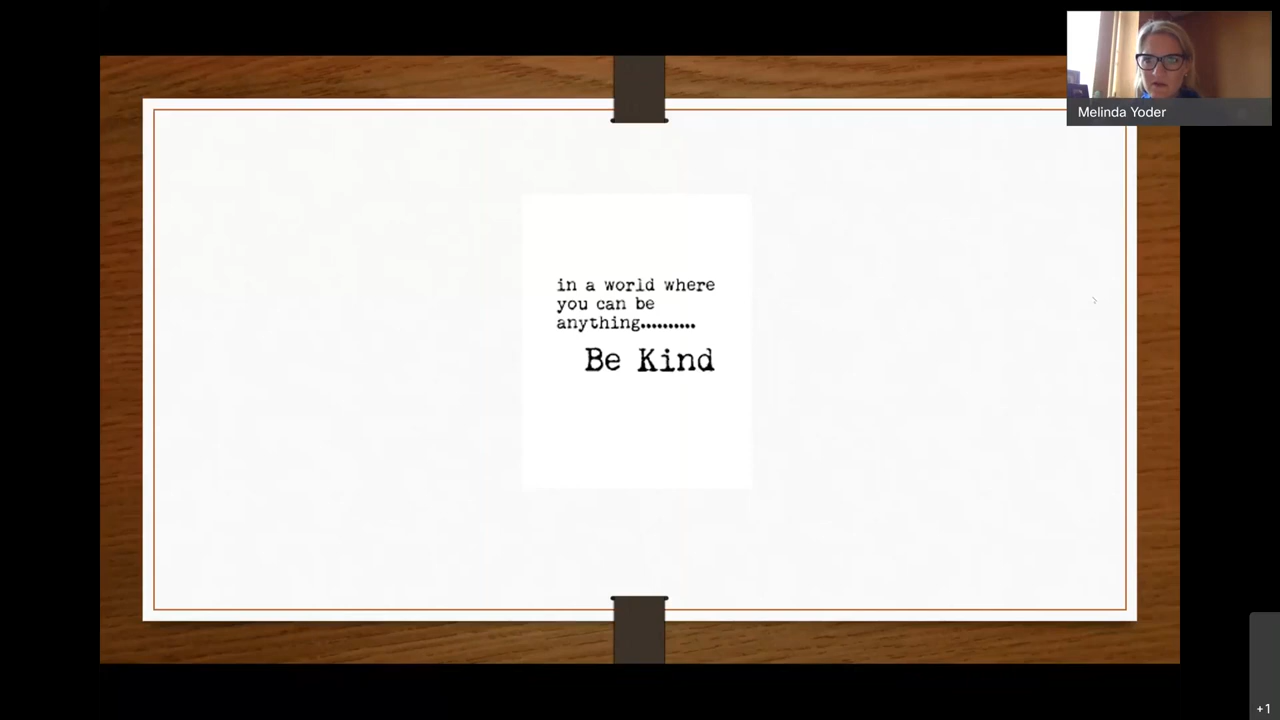 Melinda Yoder
in a world where
you can be
anything..........
Be Kind
+1